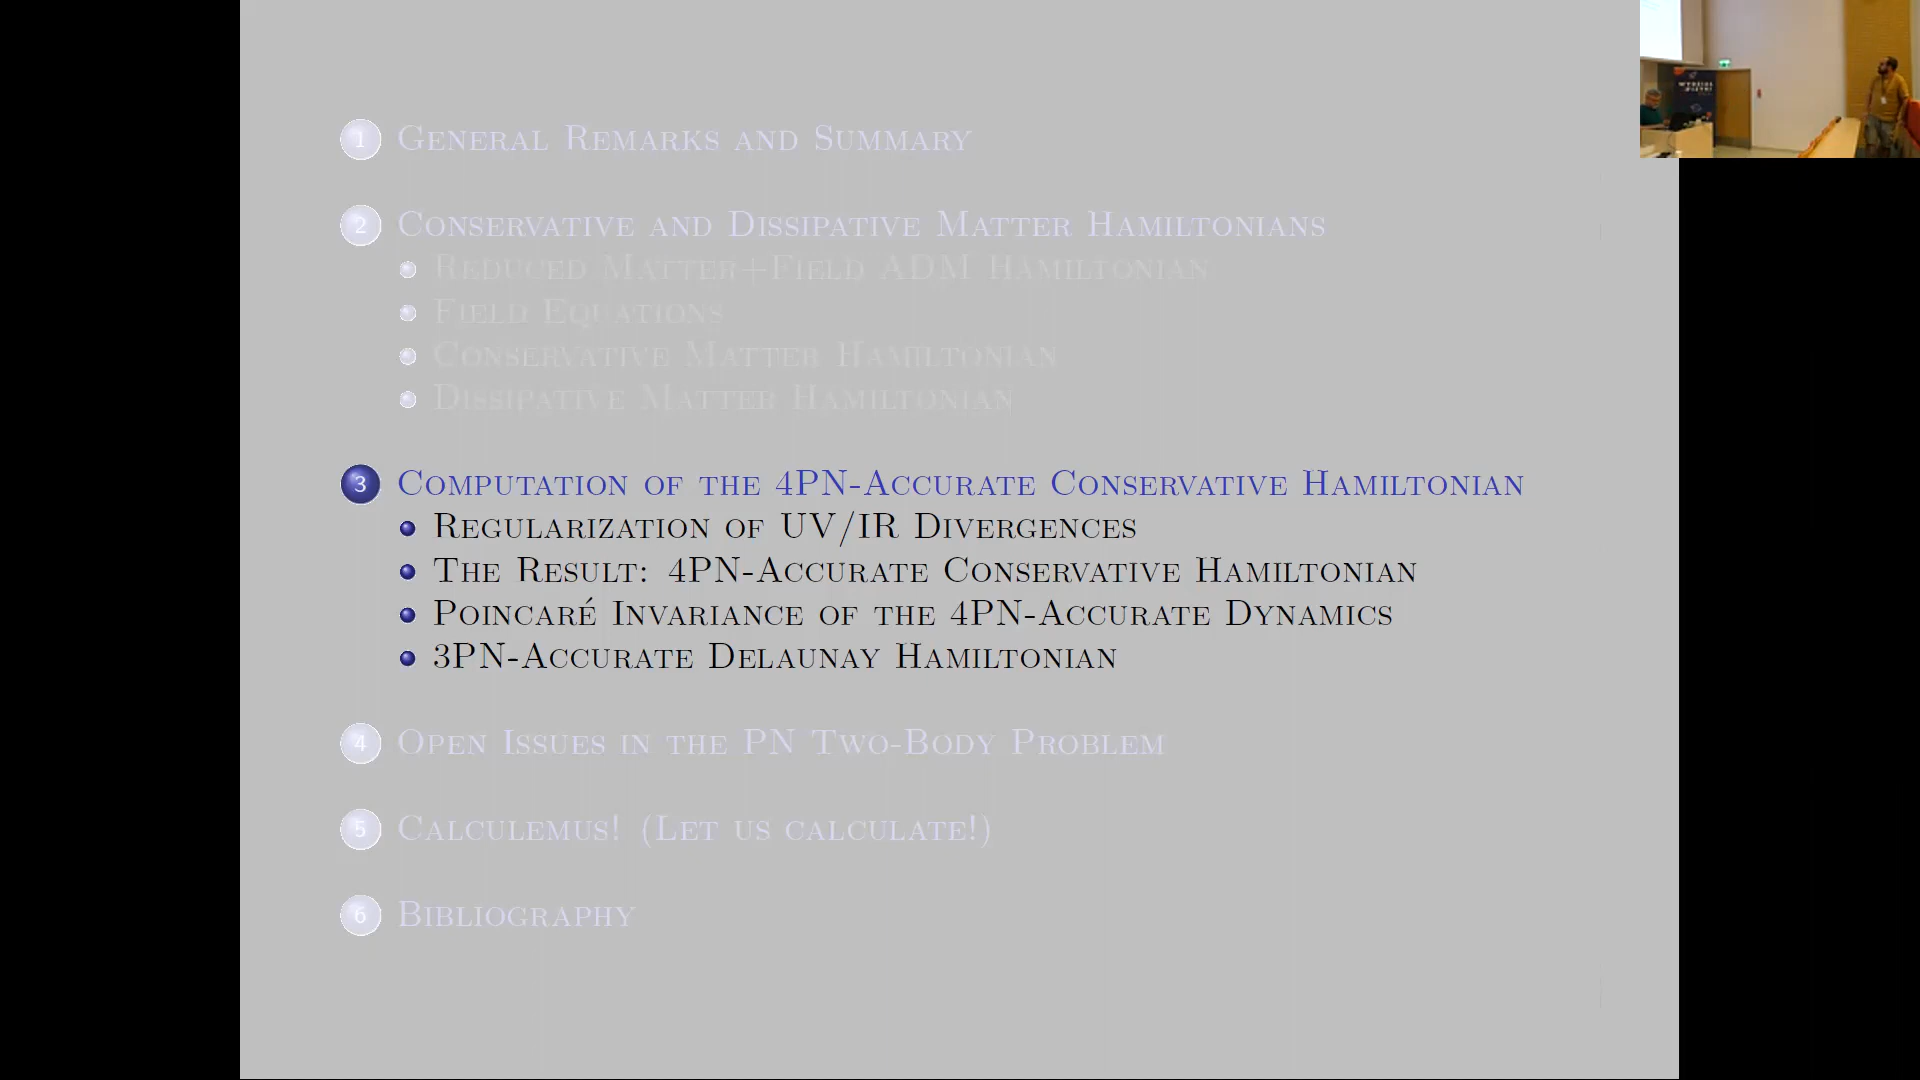 1 General Remarks and Summary
2 Conservative and Dissipative Matter Hamiltonians
Reduced Matter+Field ADM Hamiltonian
Field Equations
Conservative Matter Hamiltonian
Dissipative Matter Hamiltonian
3 Computation of the 4PN-Accurate Conservative Hamiltonian
Regularization of UV/IR Divergences
The Result: 4PN-Accurate Conservative Hamiltonian
Poincaré Invariance of the 4PN-Accurate Dynamics
3PN-Accurate Delaunay Hamiltonian
4 Open Issues in the PN Two-Body Problem
5 Calculemus! (Let us calculate!)
6 Bibliography